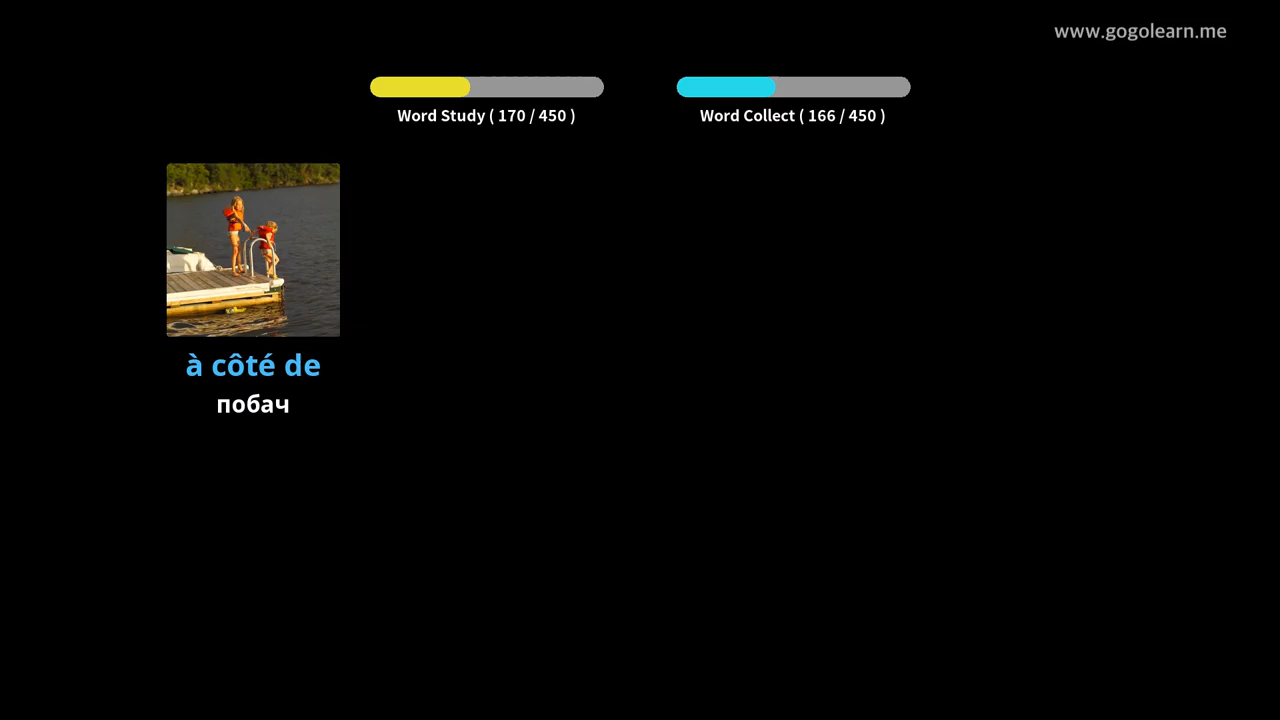 www.gogolearn.me
Word Study ( 170 / 450 )
Word Collect ( 166 / 450 )
à côté de
побач